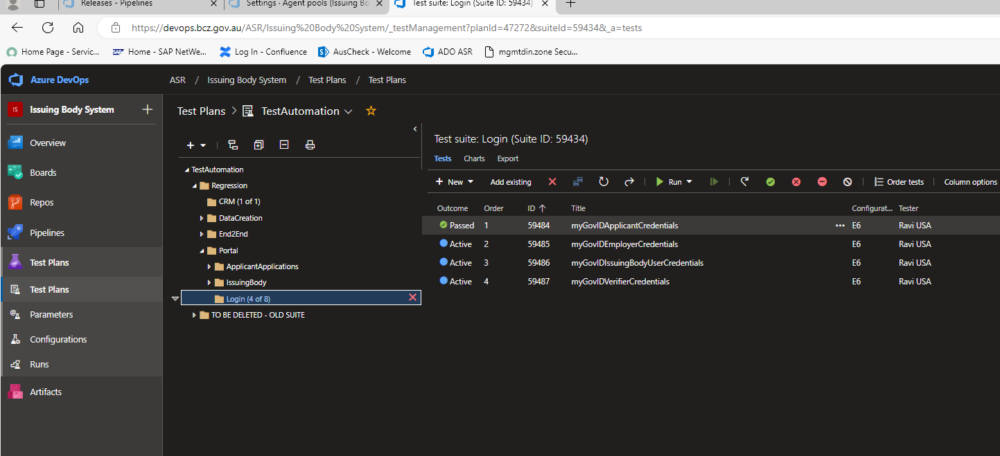 Releases - Pipelines
Settings · Agent pools (Issuing Bo
Test suite: Login (Suite ID: 59434)
https://devops.bcz.gov.au/ASR/Issuing%20Body%20System/_testManagement?planId=47272&suiteId=59434&_a=tests
Home Page - Servic...
SAP
Home - SAP NetWe...
Log In - Confluence
AusCheck - Welcome
ADO ASR
mgmtdin.zone Secu...
Azure DevOps
ASR / Issuing Body System / Test Plans / Test Plans
IS
Issuing Body System
Overview
Boards
Repos
Pipelines
Test Plans
Test Plans
Parameters
Configurations
Runs
Artifacts
Test Plans > TestAutomation
TestAutomation
Regression
CRM (1 of 1)
DataCreation
End2End
Portal
ApplicantApplications
IssuingBody
Login (4 of 8)
TO BE DELETED - OLD SUITE
Test suite: Login (Suite ID: 59434)
Tests Charts Export
New Add existing Run Order tests Column options
Outcome Order ID Title Configurat... Tester
Passed 1 59484 myGovIDApplicantCredentials ••• E6 Ravi USA
Active 2 59485 myGovIDEmployerCredentials E6 Ravi USA
Active 3 59486 myGovIDIssuingBodyUserCredentials E6 Ravi USA
Active 4 59487 myGovIDVerifierCredentials E6 Ravi USA